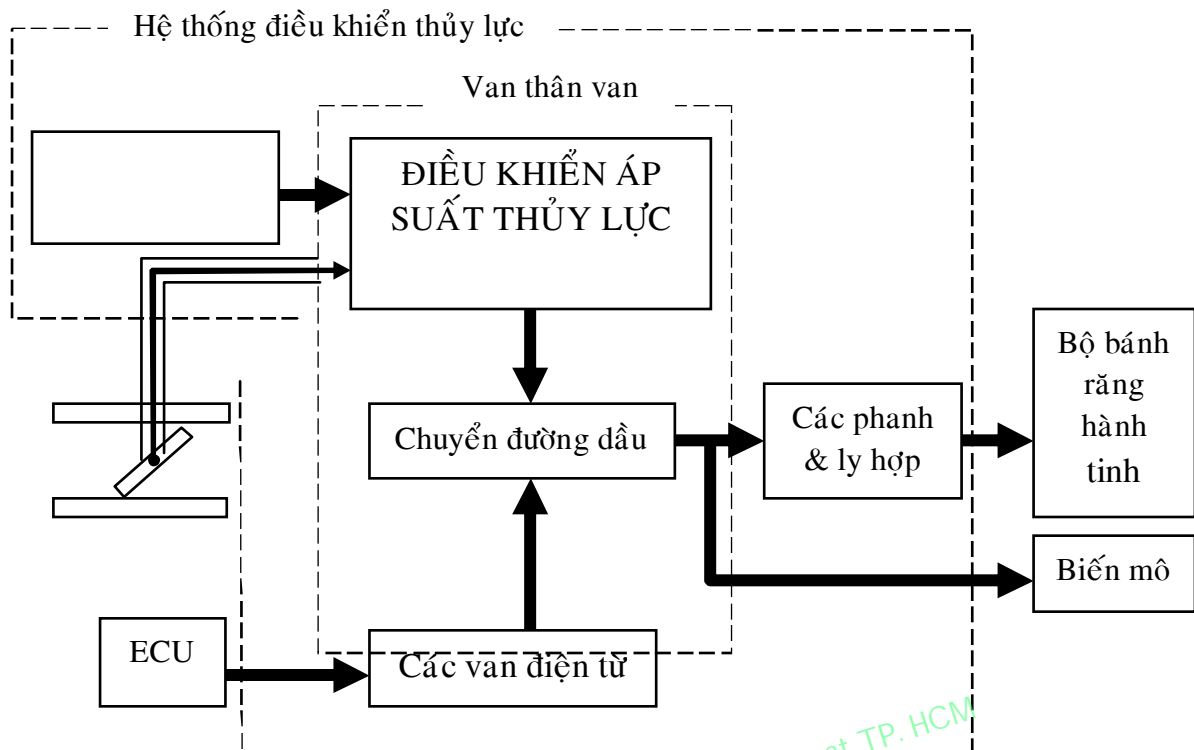 Hệ thống điều khiển thủy lực
Van thân van
ĐIỀU KHIỂN ÁP
SUẤT THỦY LỰC
Chuyển đường dầu
Các phanh
& ly hợp
Bộ bánh
răng
hành
tinh
Biến mô
ECU
Các van điện từ
TP. HCM